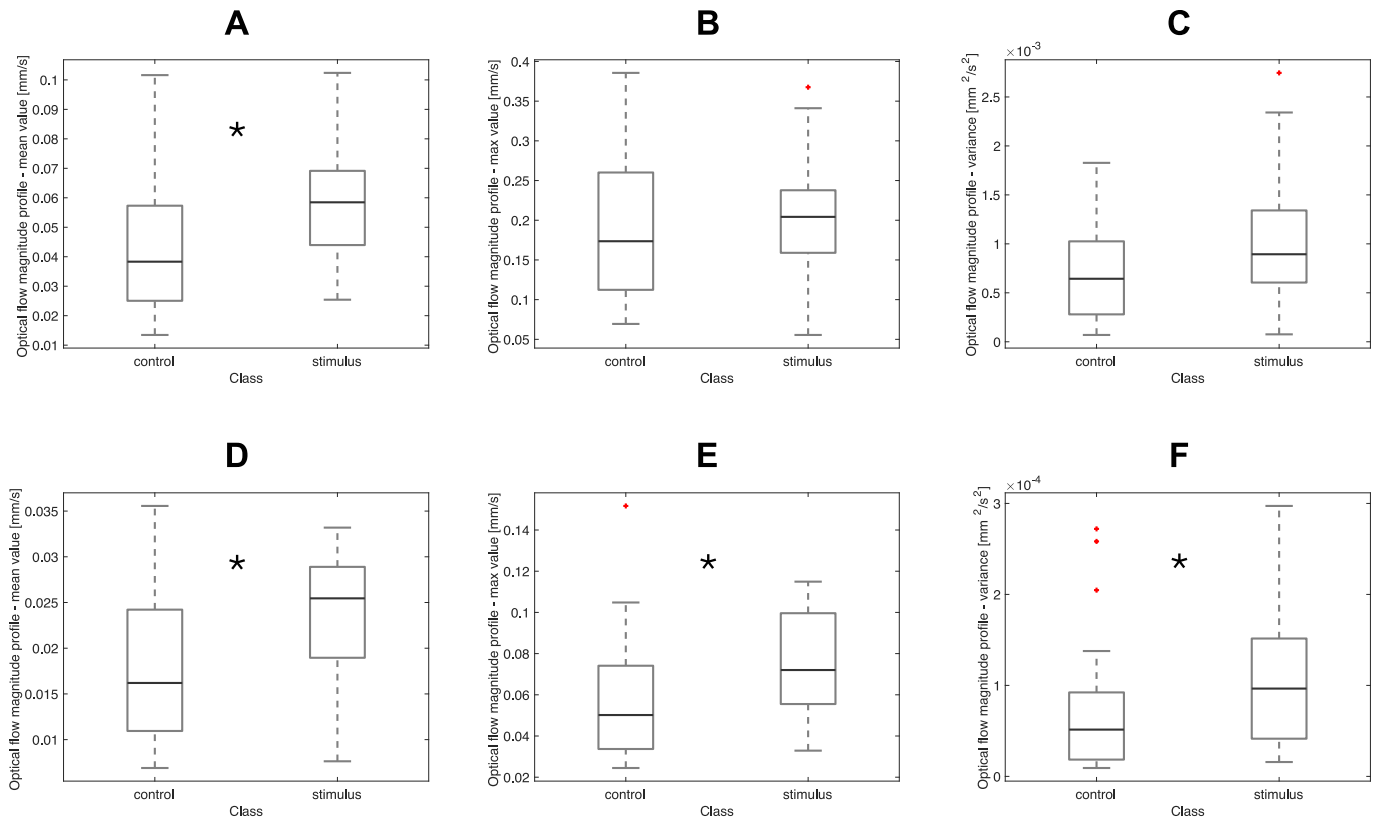 A
Optical flow magnitude profile - mean value [mm/s]
0.1
0.09
0.08
0.07
0.06
0.05
0.04
0.03
0.02
0.01
*
control
stimulus
Class
B
Optical flow magnitude profile - max value [mm/s]
0.4
0.35
0.3
0.25
0.2
0.15
0.1
0.05
control
stimulus
Class
C
×10-3
Optical flow magnitude profile - variance [mm 2/s2]
2.5
2
1.5
1
0.5
0
control
stimulus
Class
D
Optical flow magnitude profile - mean value [mm/s]
0.035
0.03
0.025
0.02
0.015
0.01
*
control
stimulus
Class
E
Optical flow magnitude profile - max value [mm/s]
0.14
0.12
0.1
0.08
0.06
0.04
0.02
*
control
stimulus
Class
F
×10-4
Optical flow magnitude profile - variance [mm 2/s2]
3
2
1
0
*
control
stimulus
Class